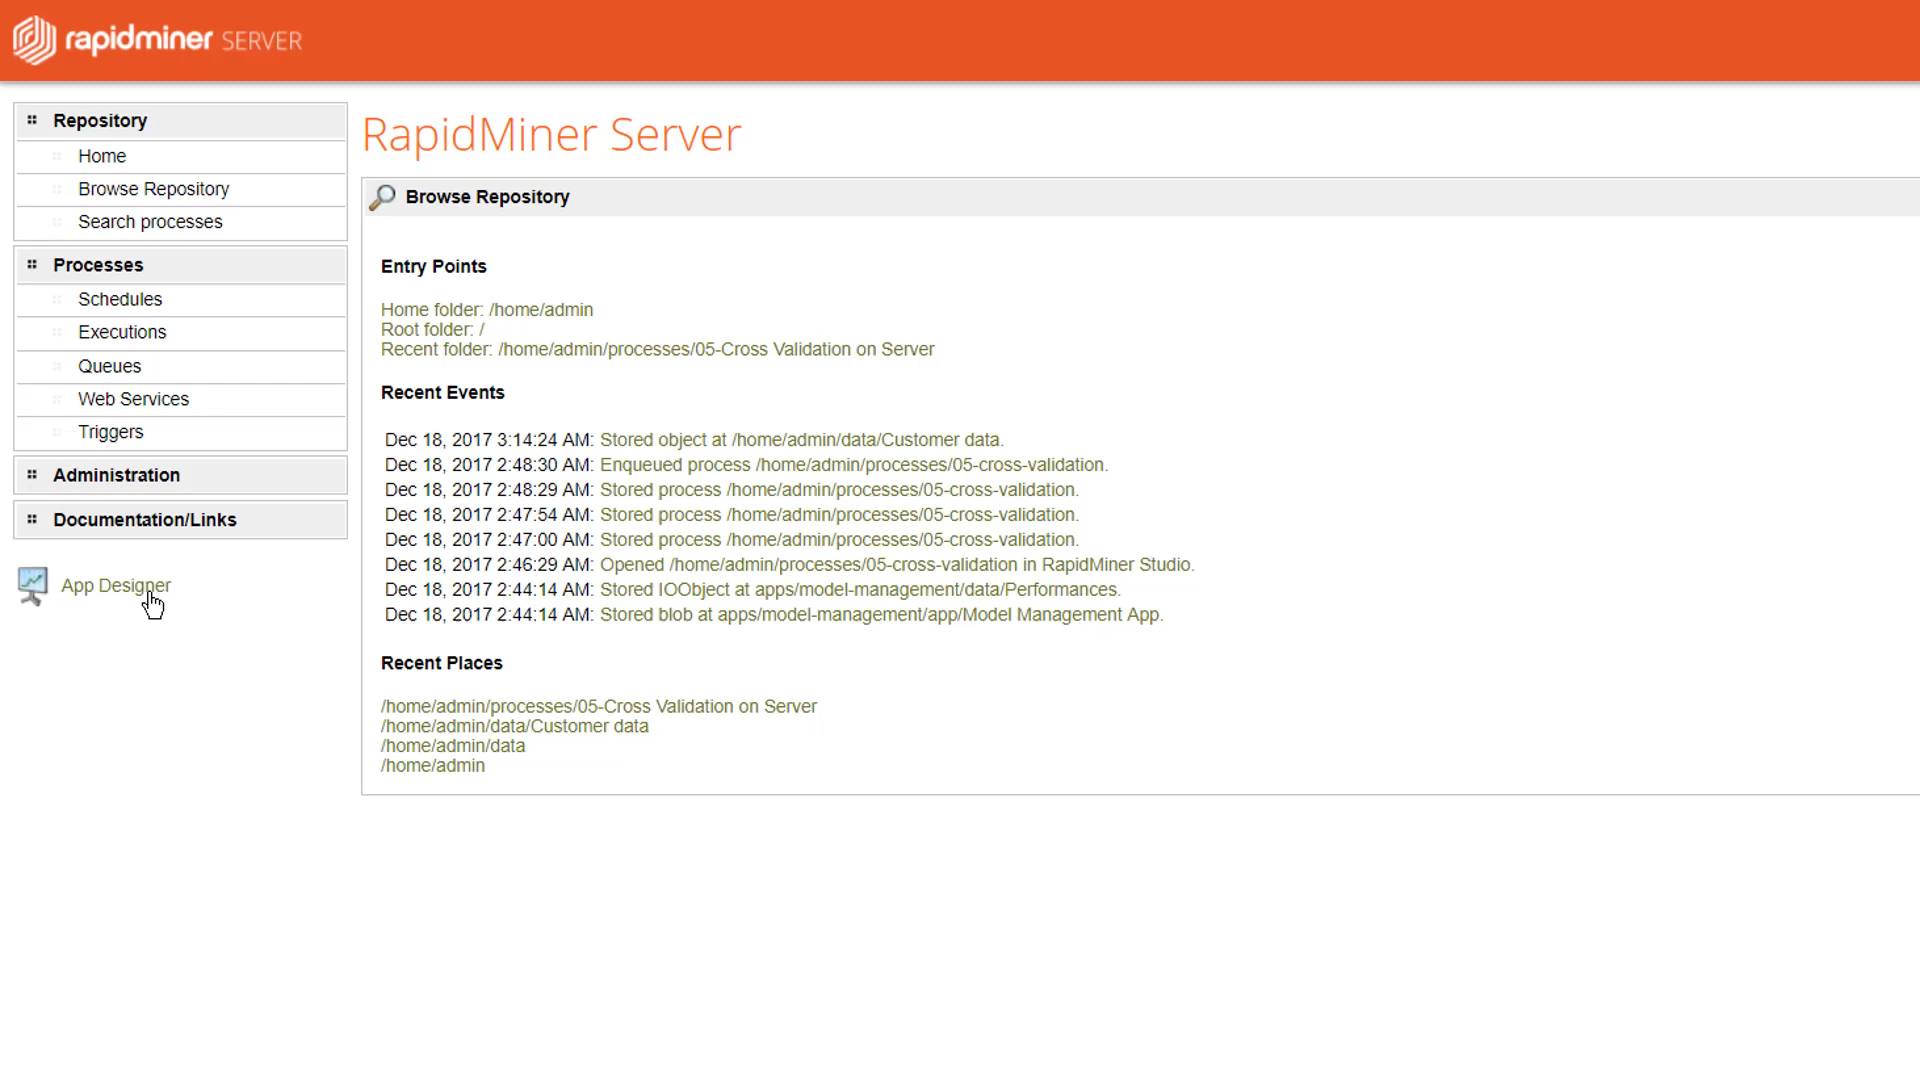 rapidminer SERVER
Repository
Home
Browse Repository
Search processes
Processes
Schedules
Executions
Queues
Web Services
Triggers
Administration
Documentation/Links
App Designer
RapidMiner Server
Browse Repository
Entry Points
Home folder: /home/admin
Root folder: /
Recent folder: /home/admin/processes/05-Cross Validation on Server
Recent Events
Dec 18, 2017 3:14:24 AM: Stored object at /home/admin/data/Customer data.
Dec 18, 2017 2:48:30 AM: Enqueued process /home/admin/processes/05-cross-validation.
Dec 18, 2017 2:48:29 AM: Stored process /home/admin/processes/05-cross-validation.
Dec 18, 2017 2:47:54 AM: Stored process /home/admin/processes/05-cross-validation.
Dec 18, 2017 2:47:00 AM: Stored process /home/admin/processes/05-cross-validation.
Dec 18, 2017 2:46:29 AM: Opened /home/admin/processes/05-cross-validation in RapidMiner Studio.
Dec 18, 2017 2:44:14 AM: Stored IOObject at apps/model-management/data/Performances.
Dec 18, 2017 2:44:14 AM: Stored blob at apps/model-management/app/Model Management App.
Recent Places
/home/admin/processes/05-Cross Validation on Server
/home/admin/data/Customer data
/home/admin/data
/home/admin